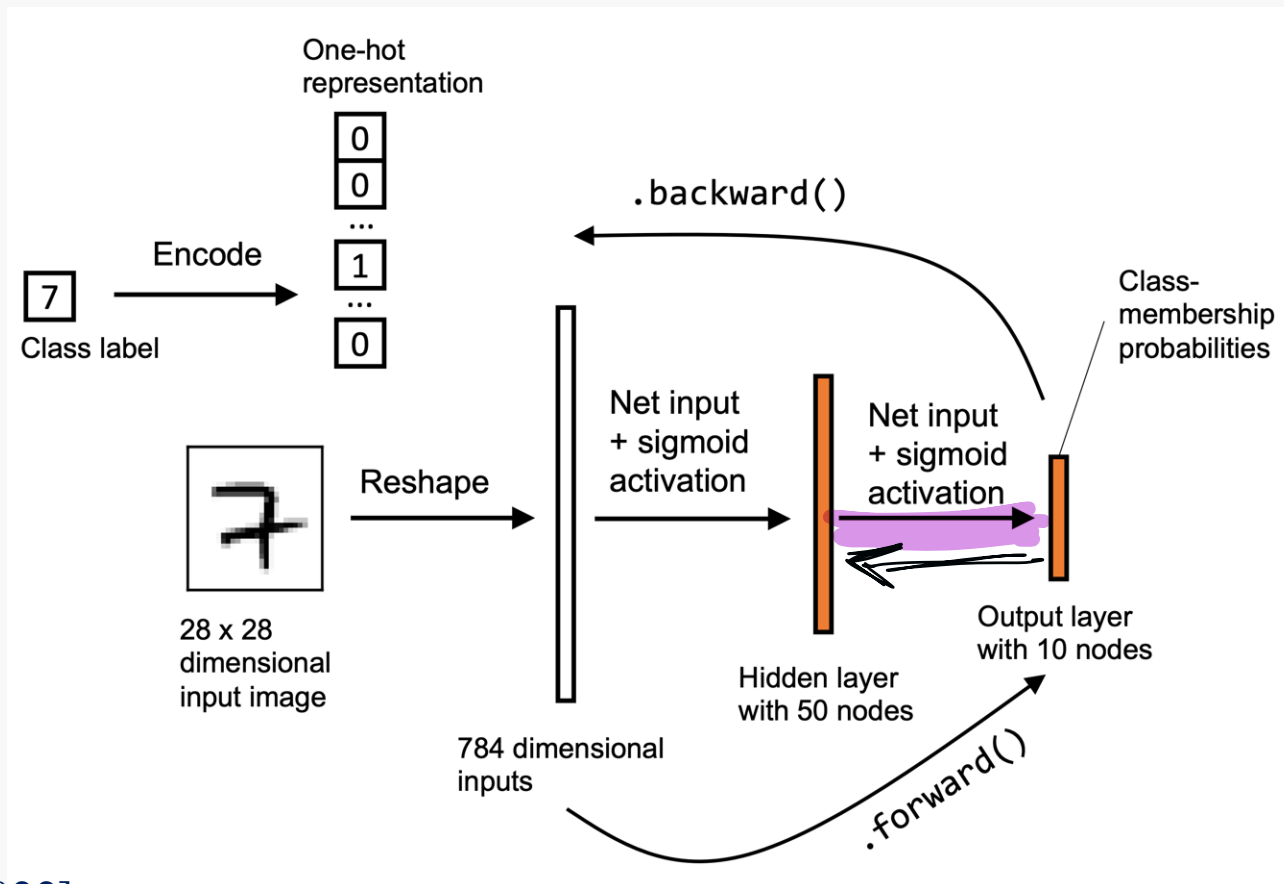 One-hot
representation
0
0
...
1
...
0
.backward()
Encode
7
Class label
Class-
membership
probabilities
Net input
+ sigmoid
activation
Net input
+ sigmoid
activation
Reshape
28 x 28
dimensional
input image
Output layer
with 10 nodes
Hidden layer
with 50 nodes
784 dimensional
inputs
.forward()